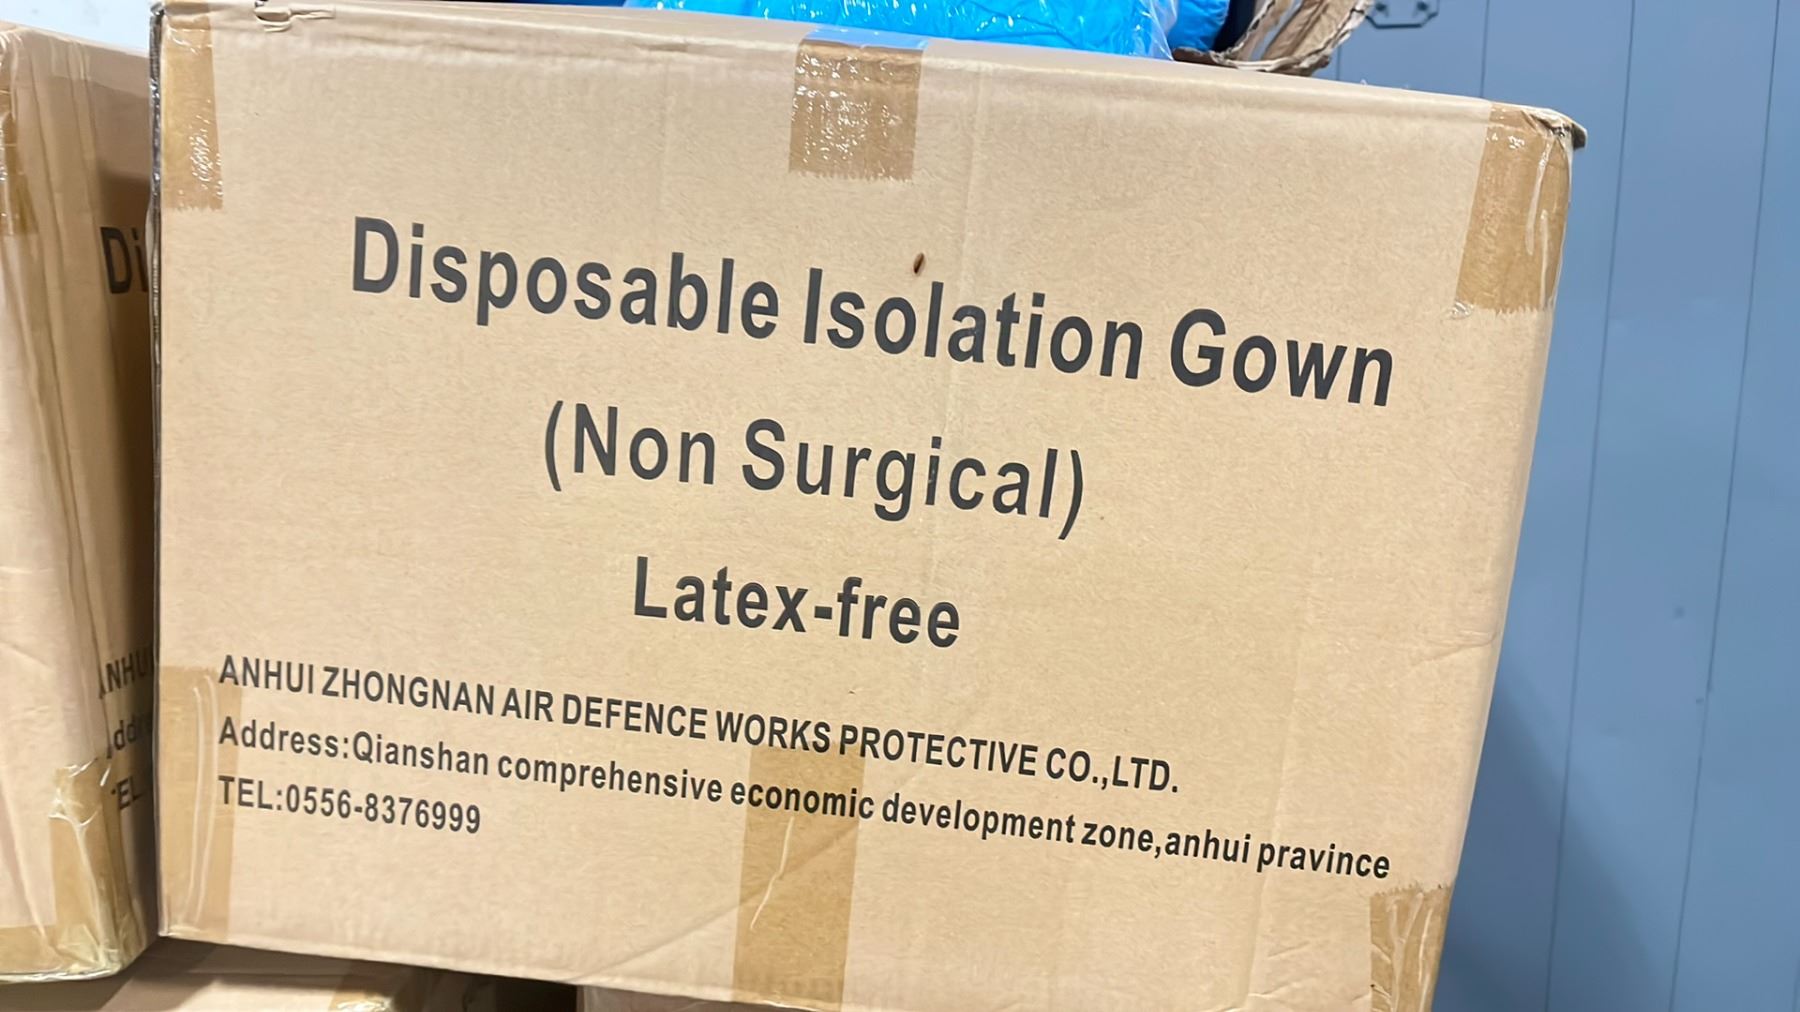 Disposable Isolation Gown
(Non Surgical)
Latex-free
ANHUI ZHONGNAN AIR DEFENCE WORKS PROTECTIVE CO.,LTD.
Address:Qianshan comprehensive economic development zone,anhui pravince
TEL:0556-8376999